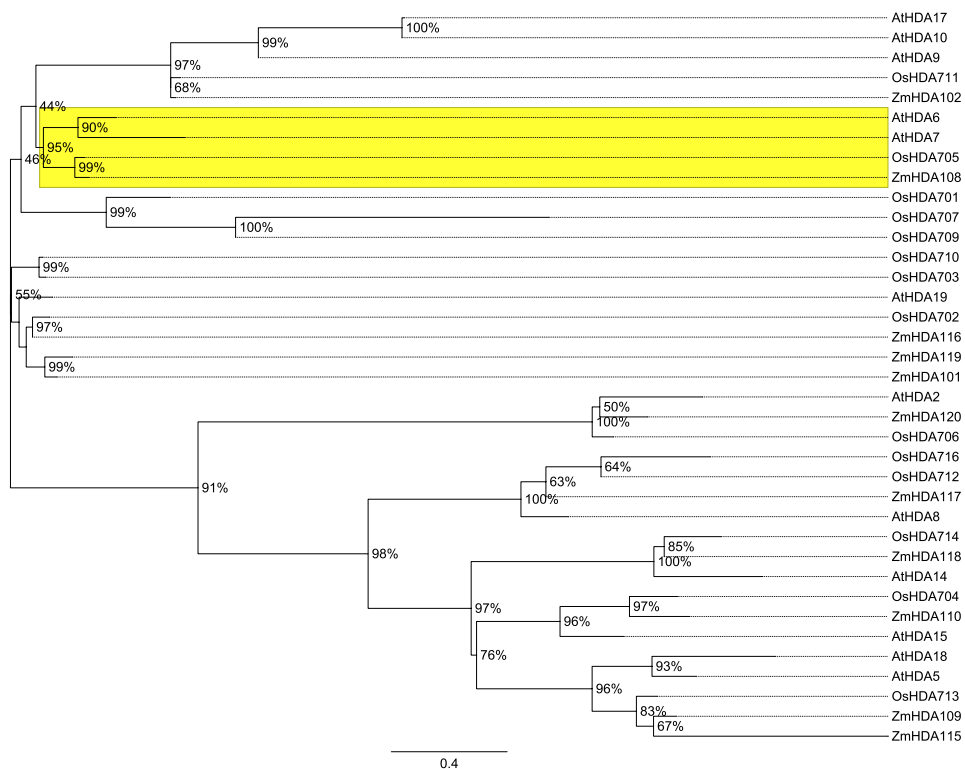 AtHDA17
100%
AtHDA10
99%
AtHDA9
97%
OsHDA711
68%
ZmHDA102
44%
AtHDA6
90%
AtHDA7
95%
46%
OsHDA705
99%
ZmHDA108
OsHDA701
99%
OsHDA707
100%
OsHDA709
OsHDA710
99%
OsHDA703
55%
AtHDA19
OsHDA702
97%
ZmHDA116
ZmHDA119
99%
ZmHDA101
AtHDA2
50%
ZmHDA120
100%
OsHDA706
OsHDA716
64%
OsHDA712
63%
91%
ZmHDA117
100%
AtHDA8
OsHDA714
85%
98%
ZmHDA118
100%
AtHDA14
OsHDA704
97%
97%
ZmHDA110
96%
AtHDA15
76%
AtHDA18
93%
AtHDA5
96%
OsHDA713
83%
ZmHDA109
67%
ZmHDA115
0.4